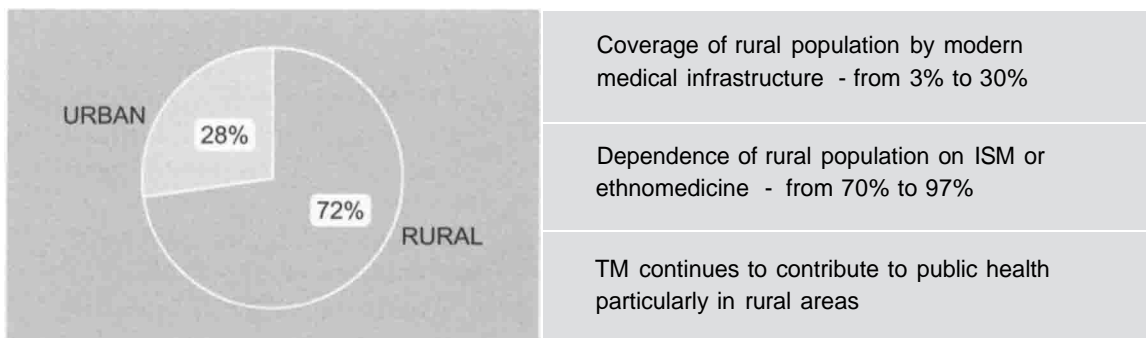 URBAN
28%
72%
RURAL
Coverage of rural population by modern
medical infrastructure - from 3% to 30%
Dependence of rural population on ISM or
ethnomedicine - from 70% to 97%
TM continues to contribute to public health
particularly in rural areas